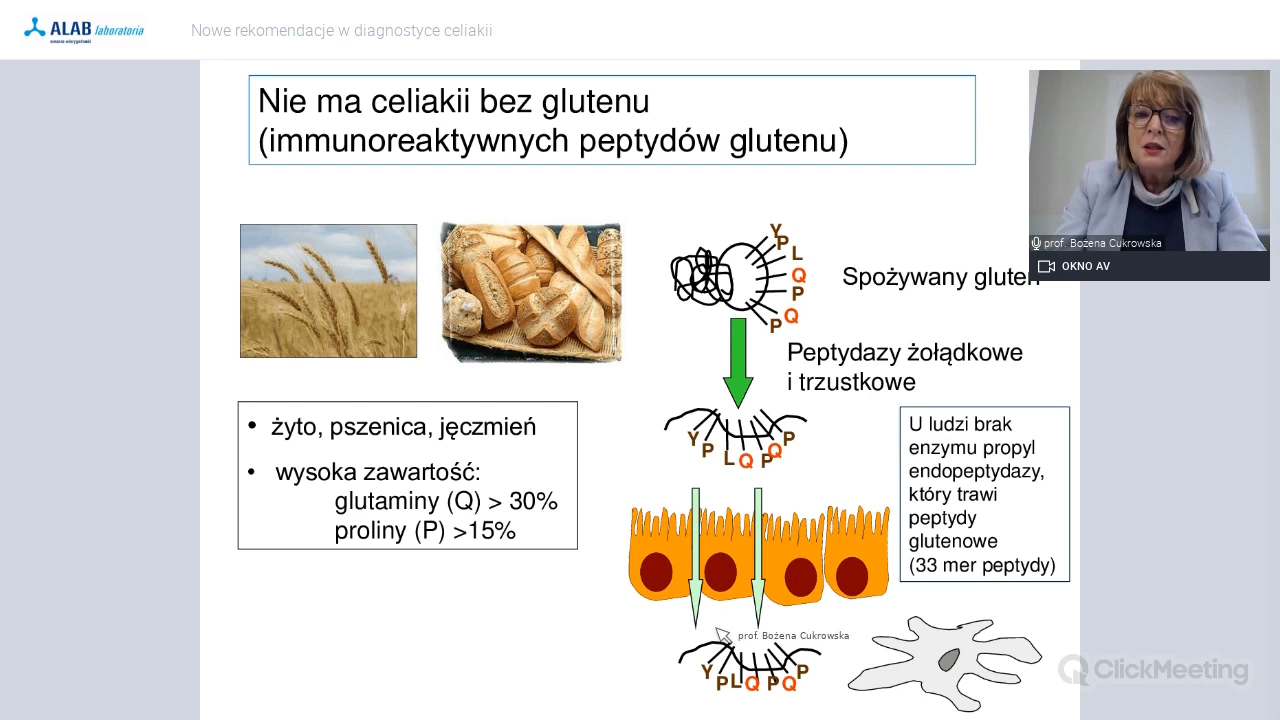 ALAB laboratoria
Nowe rekomendacje w diagnostyce celiakii
Nie ma celiakii bez glutenu
(immunoreaktywnych peptydów glutenu)
prof. Bożena Cukrowska
OKNO AV
Y
P
L
Q
P
Q
P
Spożywany gluten
Peptydazy żołądkowe
i trzustkowe
• żyto, pszenica, jęczmień
• wysoka zawartość:
glutaminy (Q) > 30%
proliny (P) >15%
Y P L Q P Q P
U ludzi brak
enzymu propyl
endopeptydazy,
który trawi
peptydy
glutenowe
(33 mer peptydy)
prof. Bożena Cukrowska
Y P L Q P Q P
ClickMeeting